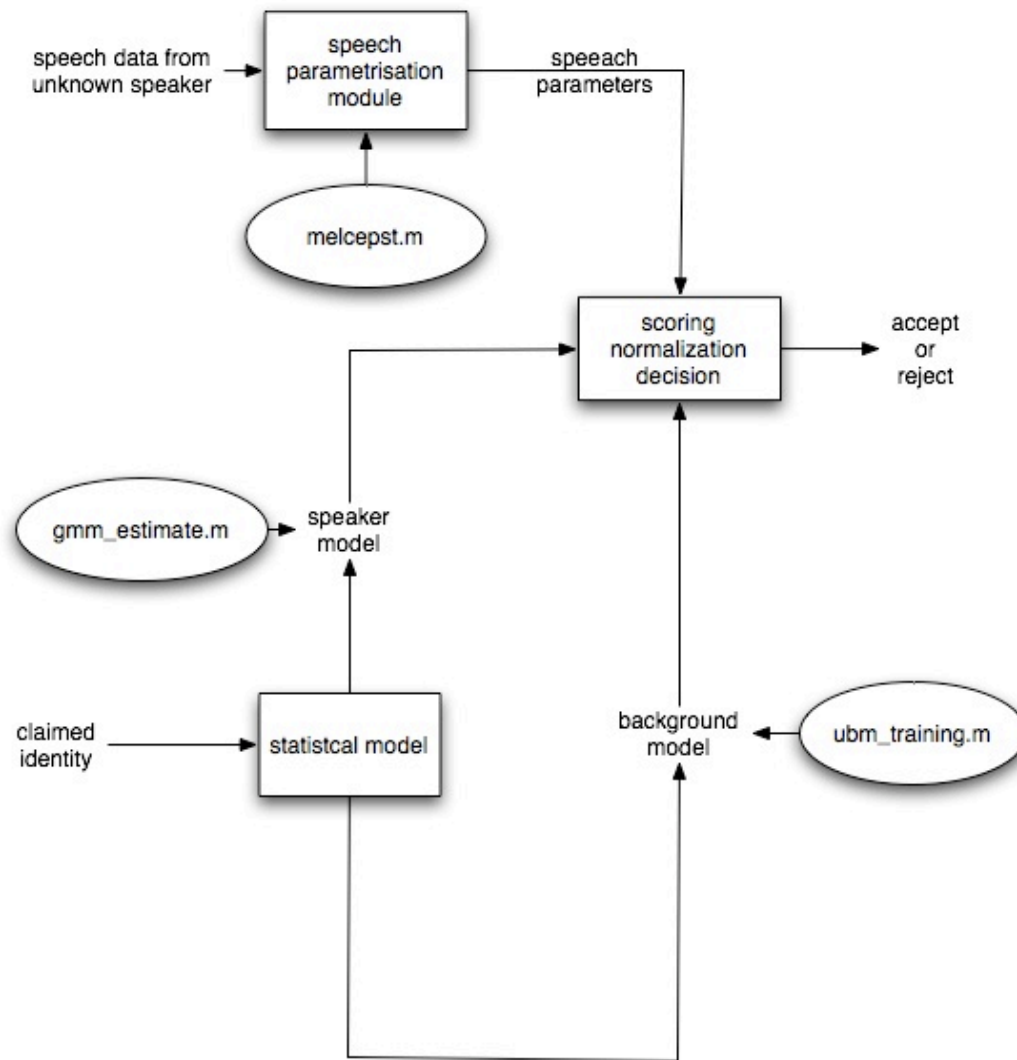 speech data from
unknown speaker
speech
parametrisation
module
speeach
parameters
melcepst.m
scoring
normalization
decision
accept
or
reject
gmm_estimate.m
speaker
model
claimed
identity
statistcal model
background
model
ubm_training.m